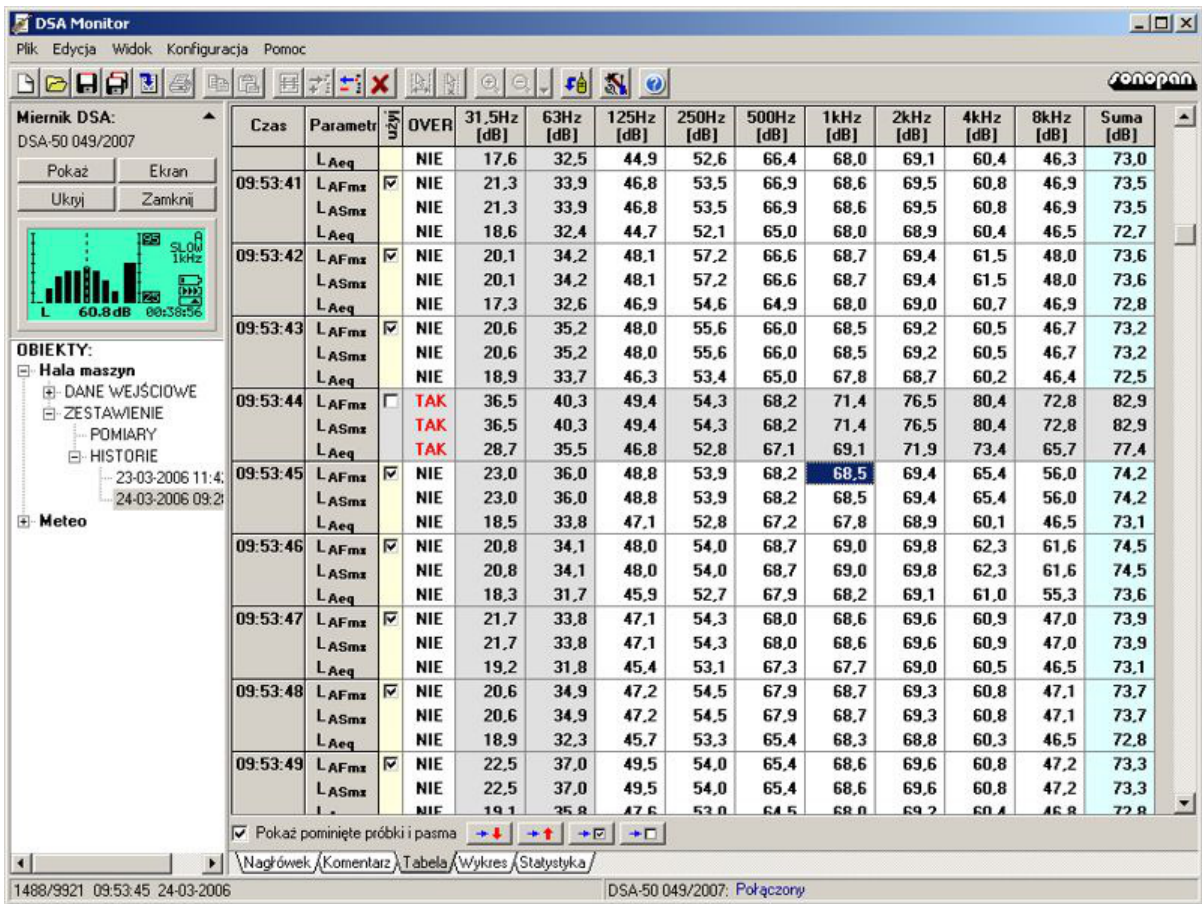 DSA Monitor
Plik Edycja Widok Konfiguracja Pomoc
sonopan
Miernik DSA:
DSA-50 049/2007
Pokaż Ekran
Ukryj Zamknij
95 A
SLOW
1kHz
25
L 60.8dB 00:38:56
OBIEKTY:
Hala maszyn
DANE WEJŚCIOWE
ZESTAWIENIE
POMIARY
HISTORIE
23-03-2006 11:4
24-03-2006 09:2
Meteo
Czas Parametr Wżn OVER 31,5Hz [dB] 63Hz [dB] 125Hz [dB] 250Hz [dB] 500Hz [dB] 1kHz [dB] 2kHz [dB] 4kHz [dB] 8kHz [dB] Suma [dB]
LAeq NIE 17,6 32,5 44,9 52,6 66,4 68,0 69,1 60,4 46,3 73,0
09:53:41 LAFmx NIE 21,3 33,9 46,8 53,5 66,9 68,6 69,5 60,8 46,9 73,5
LASmx NIE 21,3 33,9 46,8 53,5 66,9 68,6 69,5 60,8 46,9 73,5
LAeq NIE 18,6 32,4 44,7 52,1 65,0 68,0 68,9 60,4 46,5 72,7
09:53:42 LAFmx NIE 20,1 34,2 48,1 57,2 66,6 68,7 69,4 61,5 48,0 73,6
LASmx NIE 20,1 34,2 48,1 57,2 66,6 68,7 69,4 61,5 48,0 73,6
LAeq NIE 17,3 32,6 46,9 54,6 64,9 68,0 69,0 60,7 46,9 72,8
09:53:43 LAFmx NIE 20,6 35,2 48,0 55,6 66,0 68,5 69,2 60,5 46,7 73,2
LASmx NIE 20,6 35,2 48,0 55,6 66,0 68,5 69,2 60,5 46,7 73,2
LAeq NIE 18,9 33,7 46,3 53,4 65,0 67,8 68,7 60,2 46,4 72,5
09:53:44 LAFmx TAK 36,5 40,3 49,4 54,3 68,2 71,4 76,5 80,4 72,8 82,9
LASmx TAK 36,5 40,3 49,4 54,3 68,2 71,4 76,5 80,4 72,8 82,9
LAeq TAK 28,7 35,5 46,8 52,8 67,1 69,1 71,9 73,4 65,7 77,4
09:53:45 LAFmx NIE 23,0 36,0 48,8 53,9 68,2 68,5 69,4 65,4 56,0 74,2
LASmx NIE 23,0 36,0 48,8 53,9 68,2 68,5 69,4 65,4 56,0 74,2
LAeq NIE 18,5 33,8 47,1 52,8 67,2 67,8 68,9 60,1 46,5 73,1
09:53:46 LAFmx NIE 20,8 34,1 48,0 54,0 68,7 69,0 69,8 62,3 61,6 74,5
LASmx NIE 20,8 34,1 48,0 54,0 68,7 69,0 69,8 62,3 61,6 74,5
LAeq NIE 18,3 31,7 45,9 52,7 67,9 68,2 69,1 61,0 55,3 73,6
09:53:47 LAFmx NIE 21,7 33,8 47,1 54,3 68,0 68,6 69,6 60,9 47,0 73,9
LASmx NIE 21,7 33,8 47,1 54,3 68,0 68,6 69,6 60,9 47,0 73,9
LAeq NIE 19,2 31,8 45,4 53,1 67,3 67,7 69,0 60,5 46,5 73,1
09:53:48 LAFmx NIE 20,6 34,9 47,2 54,5 67,9 68,7 69,3 60,8 47,1 73,7
LASmx NIE 20,6 34,9 47,2 54,5 67,9 68,7 69,3 60,8 47,1 73,7
LAeq NIE 18,9 32,3 45,7 53,3 65,4 68,3 68,8 60,3 46,5 72,8
09:53:49 LAFmx NIE 22,5 37,0 49,5 54,0 65,4 68,6 69,6 60,8 47,2 73,3
LASmx NIE 22,5 37,0 49,5 54,0 65,4 68,6 69,6 60,8 47,2 73,3
NIE 19,1 35,8 47,6 53,0 64,5 68,0 69,2 60,4 46,8 72,8
Pokaż pominięte próbki i pasma
Nagłówek Komentarz Tabela Wykres Statystyka
1488/9921 09:53:45 24-03-2006 DSA-50 049/2007: Połączony